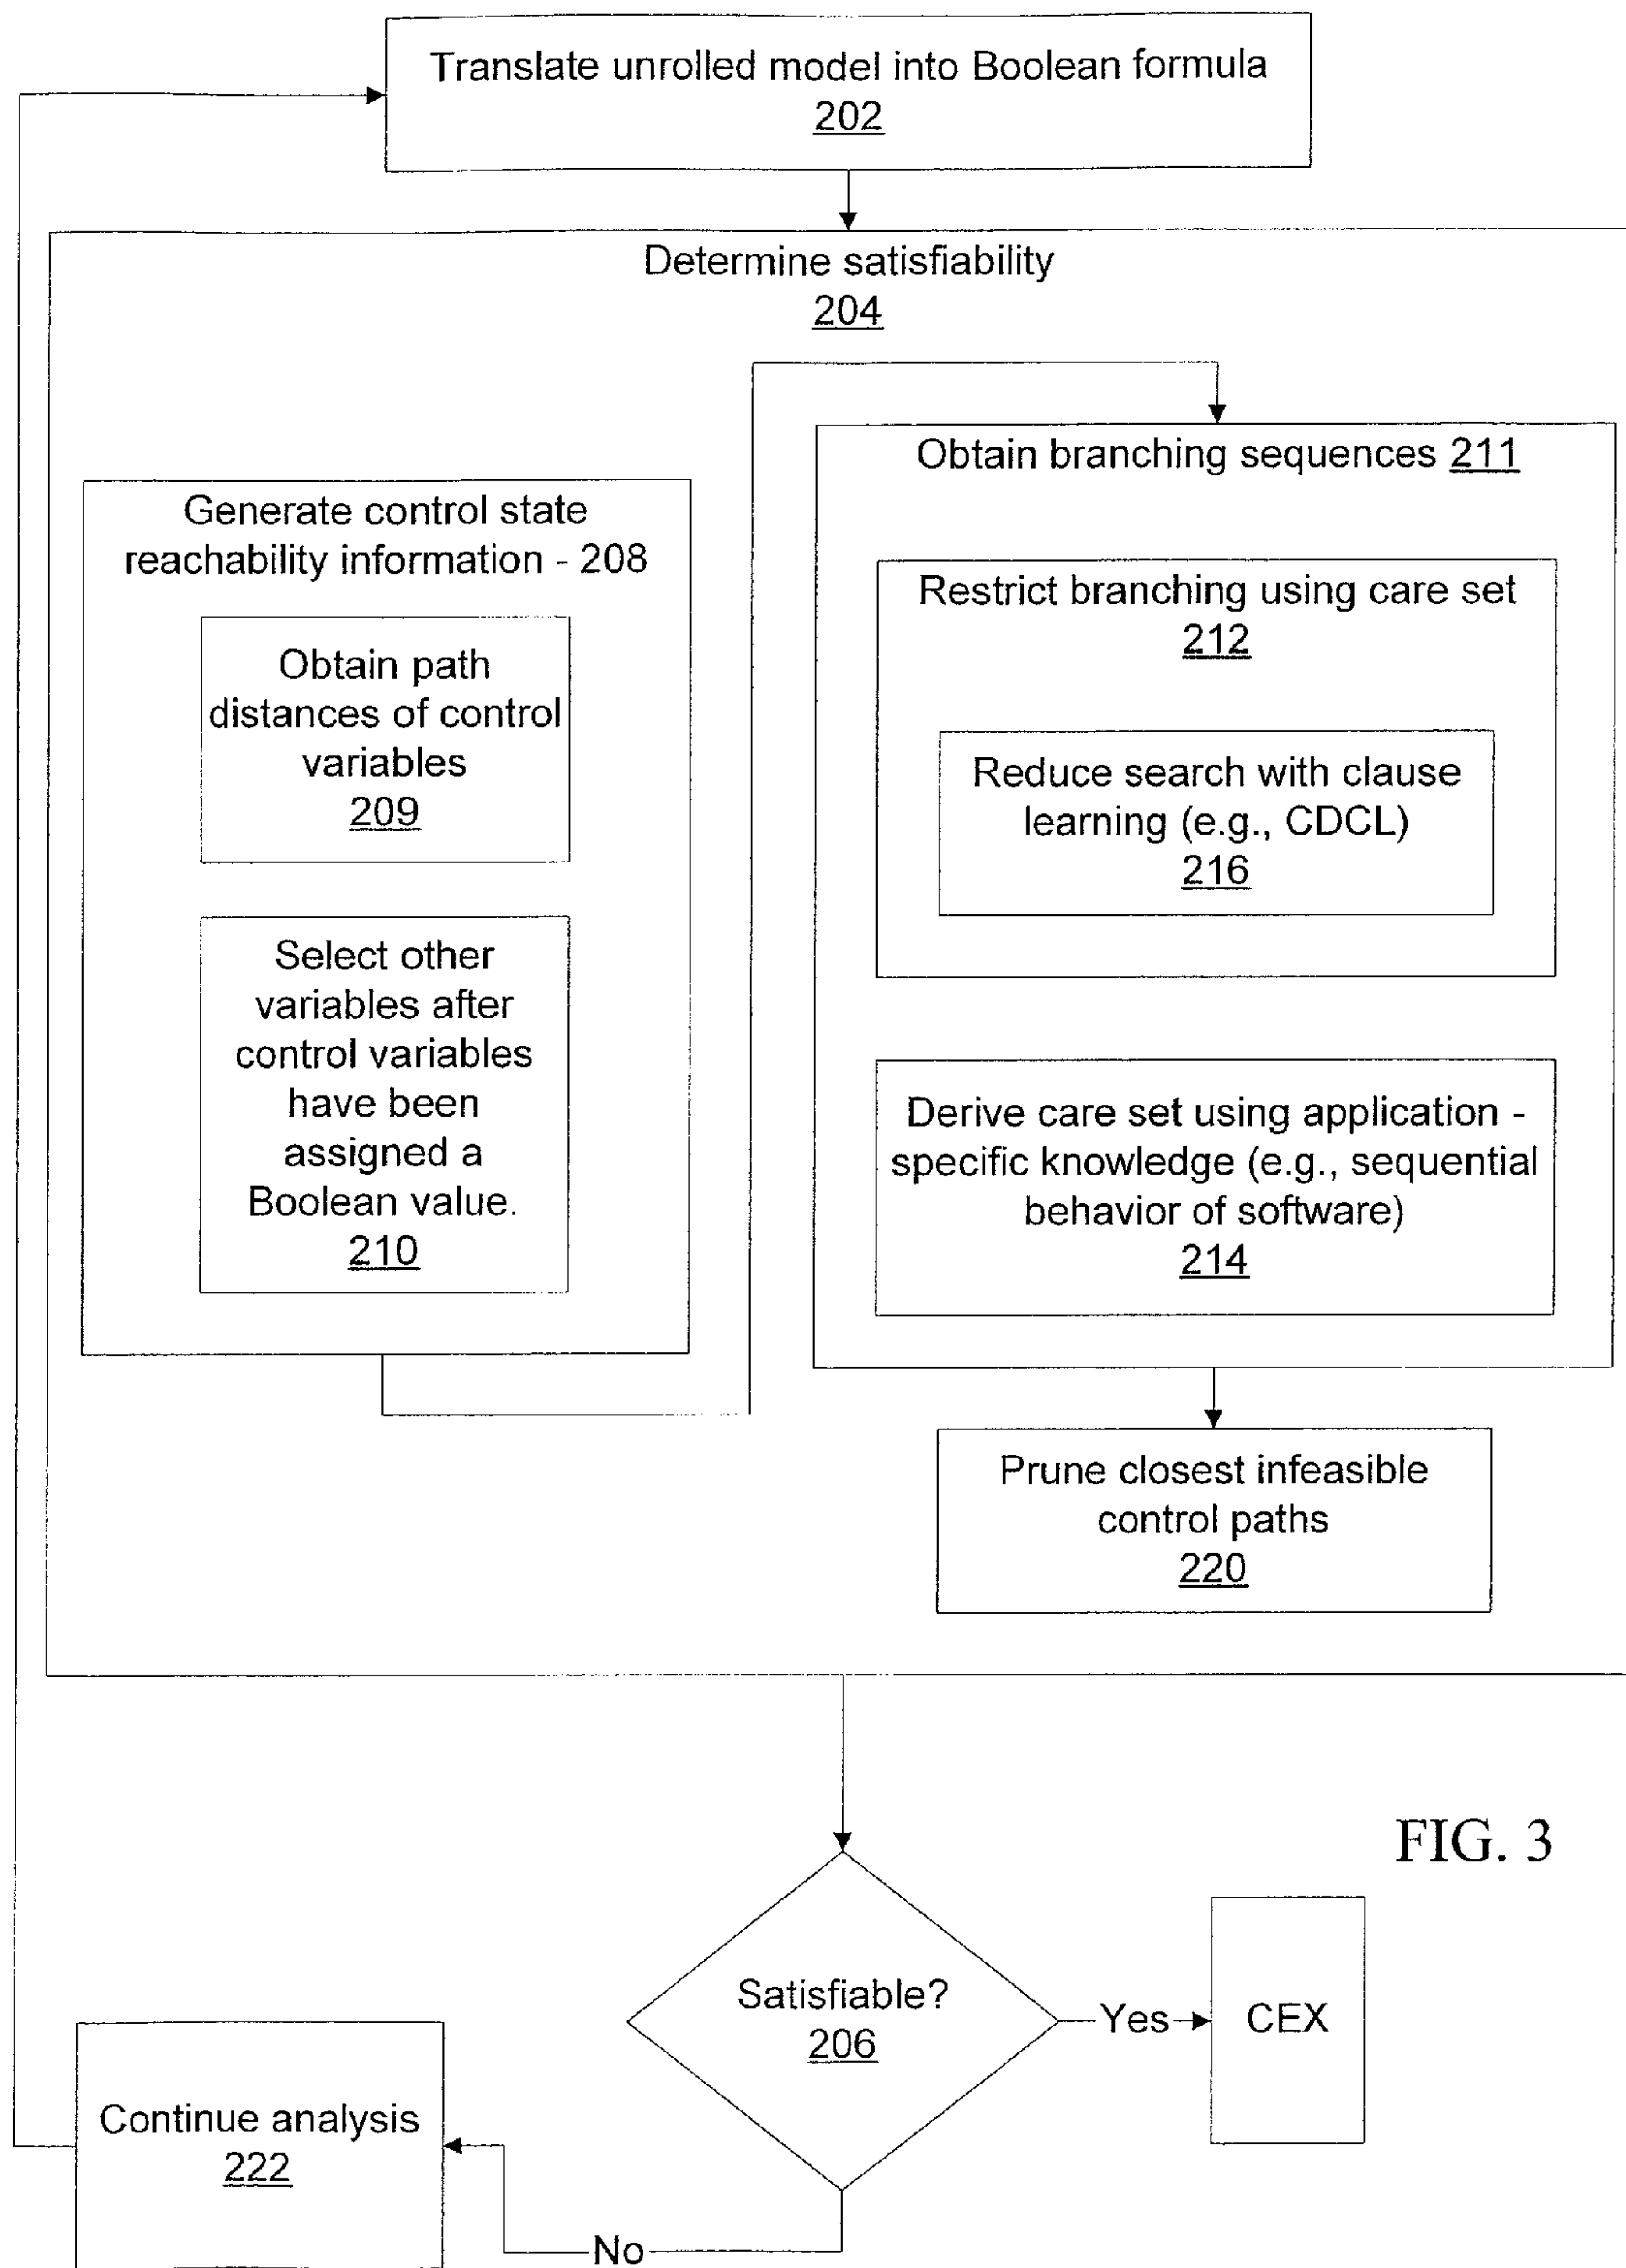 Translate unrolled model into Boolean formula
202
Determine satisfiability
204
Generate control state
reachability information - 208
Obtain path
distances of control
variables
209
Select other
variables after
control variables
have been
assigned a
Boolean value.
210
Obtain branching sequences 211
Restrict branching using care set
212
Reduce search with clause
learning (e.g., CDCL)
216
Derive care set using application -
specific knowledge (e.g., sequential
behavior of software)
214
Prune closest infeasible
control paths
220
FIG. 3
Satisfiable?
206
Yes
CEX
Continue analysis
222
No